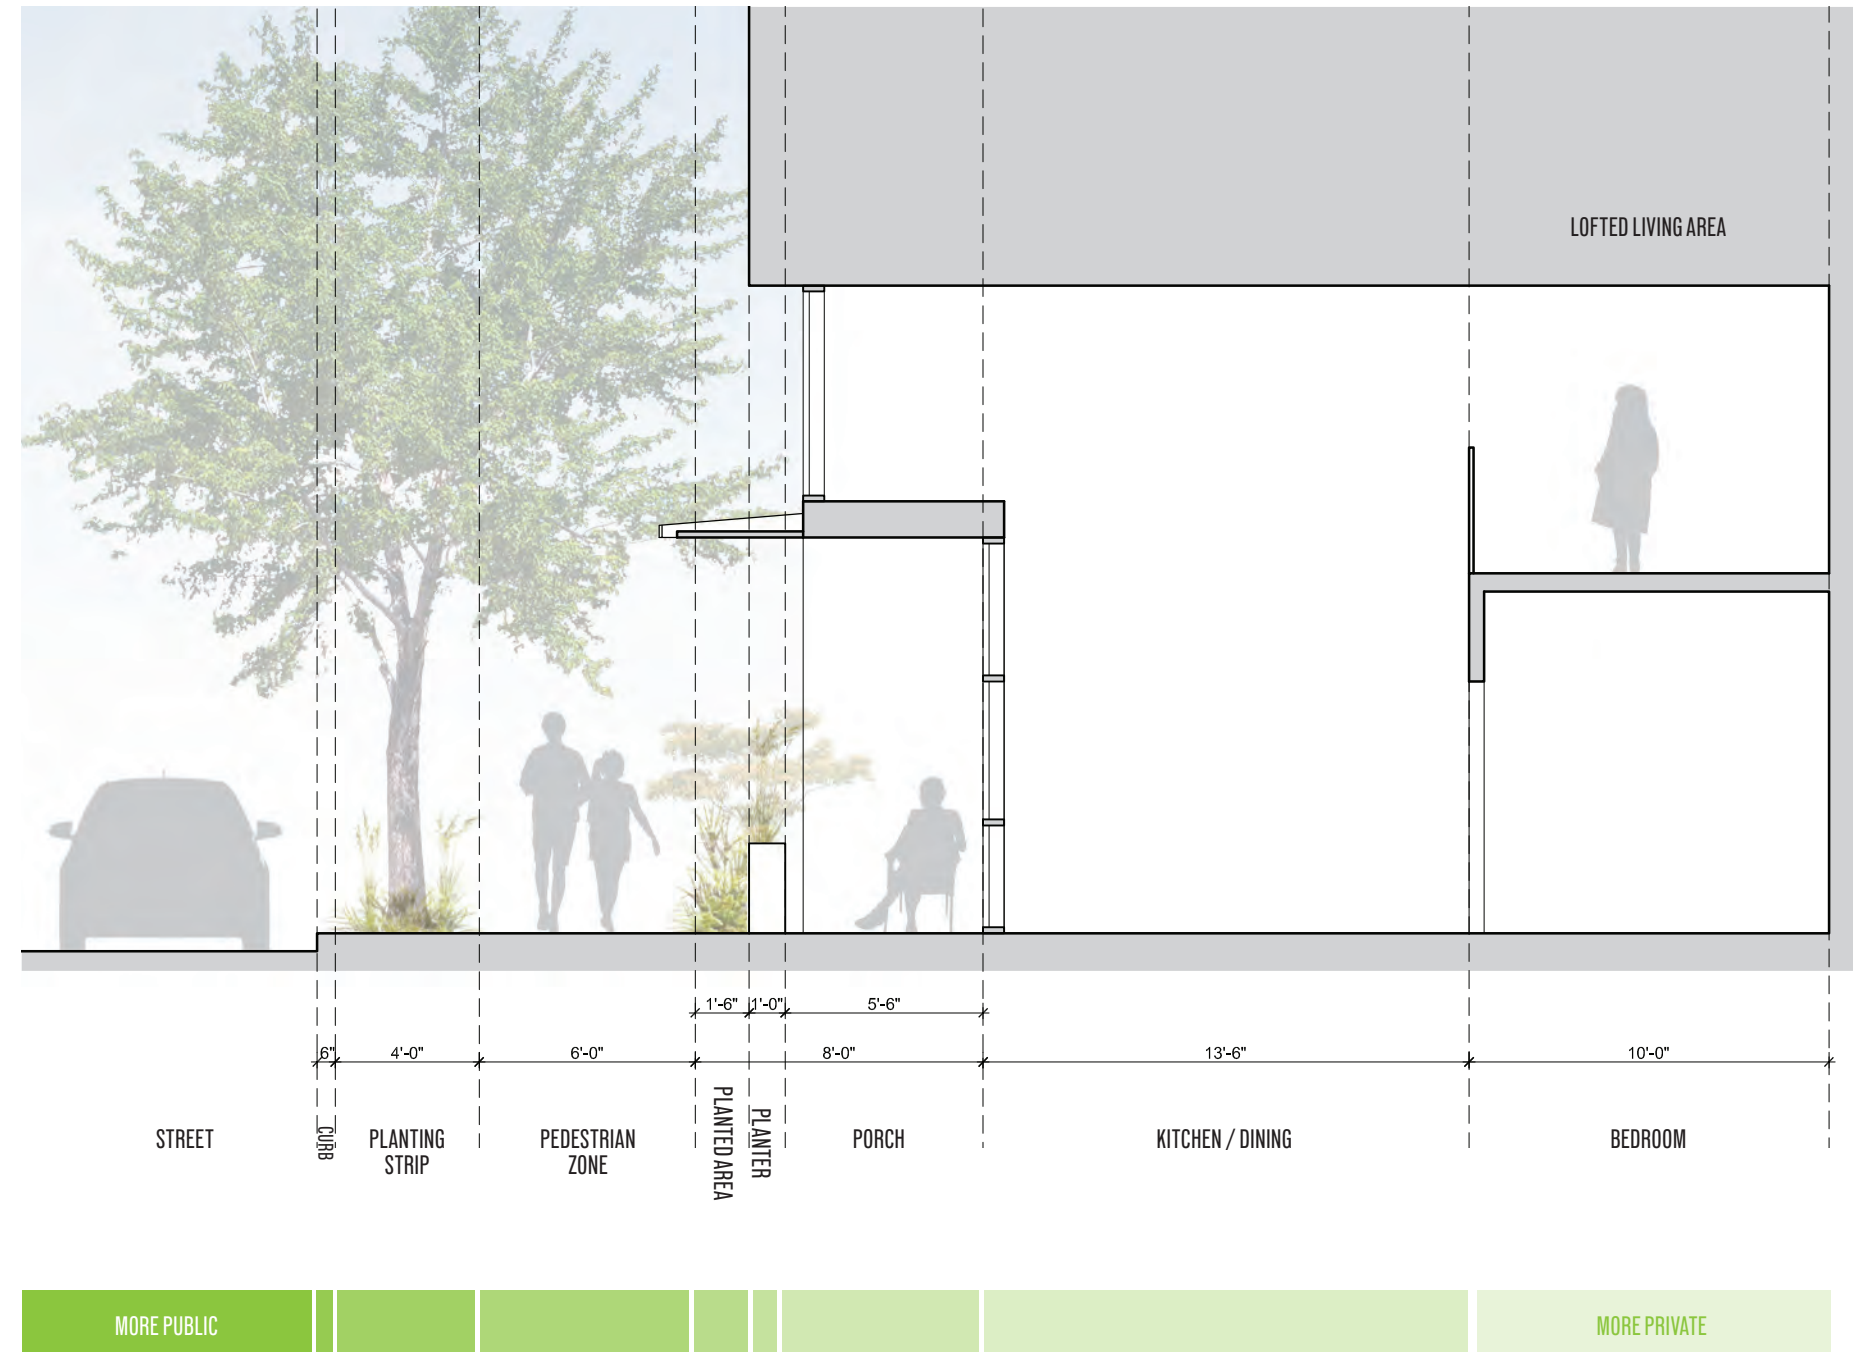 LOFTED LIVING AREA
1'-6" 1'-0" 5'-6"
6" 4'-0" 6'-0" 8'-0" 13'-6" 10'-0"
STREET
CURB
PLANTING
STRIP
PEDESTRIAN
ZONE
PLANTED AREA
PLANTER
PORCH
KITCHEN / DINING
BEDROOM
MORE PUBLIC
MORE PRIVATE